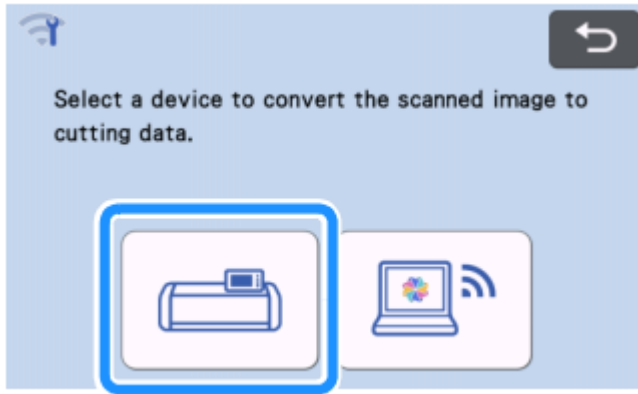 Select a device to convert the scanned image to
cutting data.